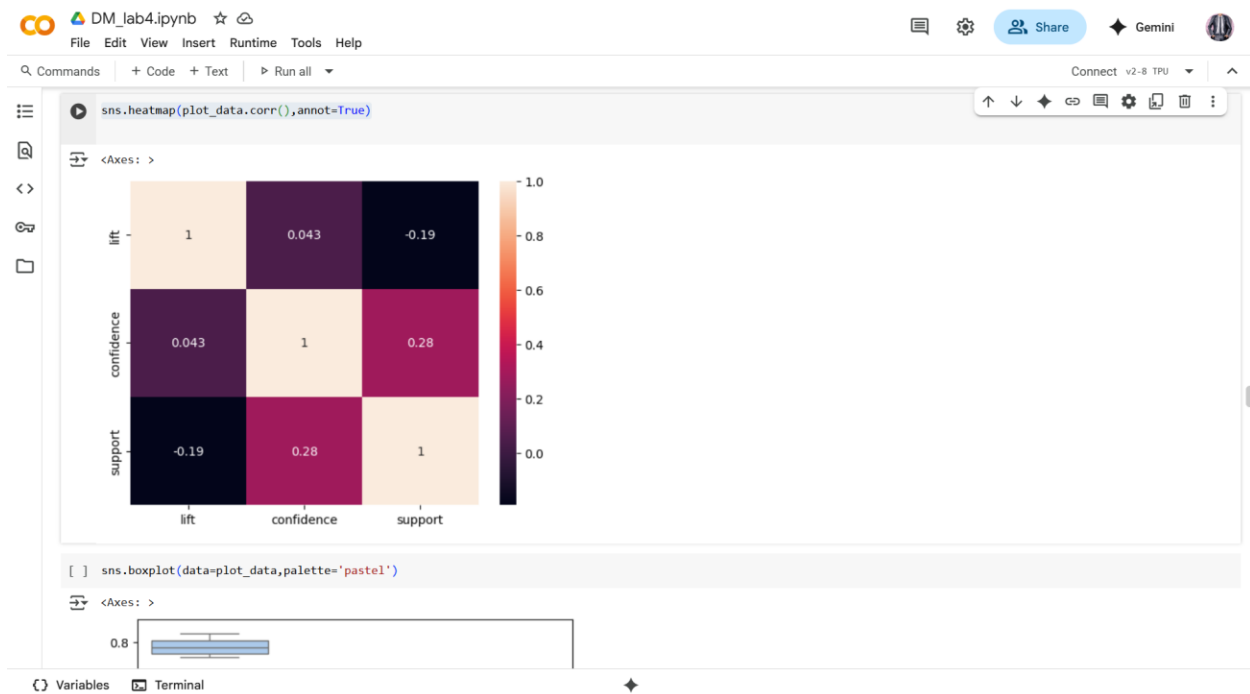 DM_lab4.ipynb
File Edit View Insert Runtime Tools Help
Share
Gemini
Commands + Code + Text Run all
Connect v2-8 TPU
sns.heatmap(plot_data.corr(),annot=True)
<Axes: >
1.0
lift 1 0.043 -0.19
0.8
0.6
confidence 0.043 1 0.28
0.4
0.2
support -0.19 0.28 1
0.0
lift confidence support
[ ] sns.boxplot(data=plot_data,palette='pastel')
<Axes: >
0.8
{} Variables Terminal